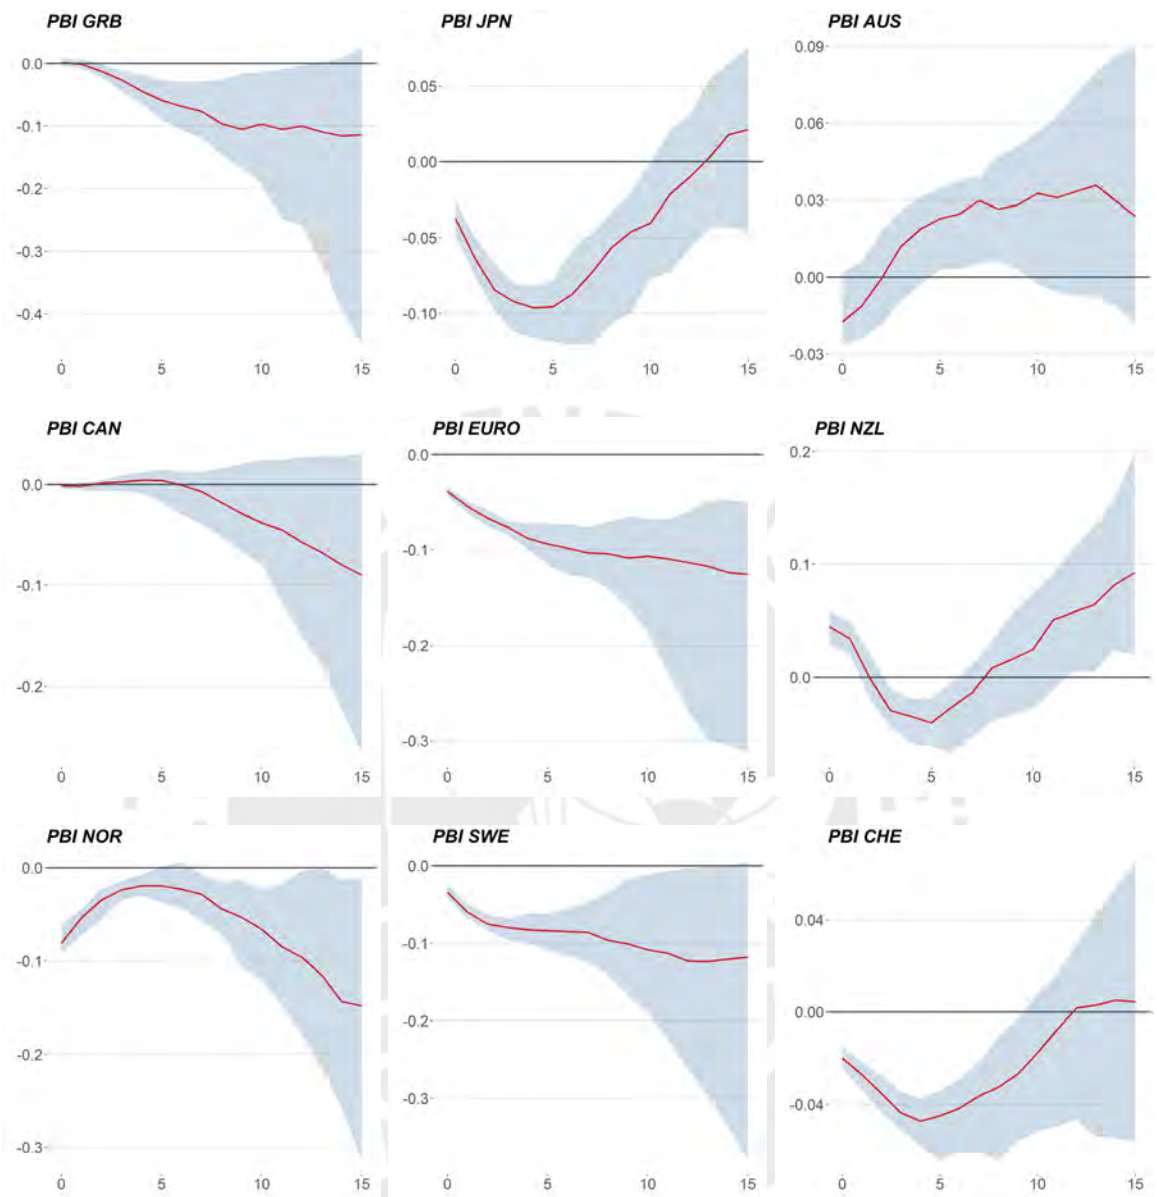 PBI GRB
0.0
-0.1
-0.2
-0.3
-0.4
0 5 10 15
PBI JPN
0.05
0.00
-0.05
-0.10
0 5 10 15
PBI AUS
0.09
0.06
0.03
0.00
-0.03
0 5 10 15
PBI CAN
0.0
-0.1
-0.2
0 5 10 15
PBI EURO
0.0
-0.1
-0.2
-0.3
0 5 10 15
PBI NZL
0.2
0.1
0.0
0 5 10 15
PBI NOR
0.0
-0.1
-0.2
-0.3
0 5 10 15
PBI SWE
0.0
-0.1
-0.2
-0.3
0 5 10 15
PBI CHE
0.04
0.00
-0.04
0 5 10 15